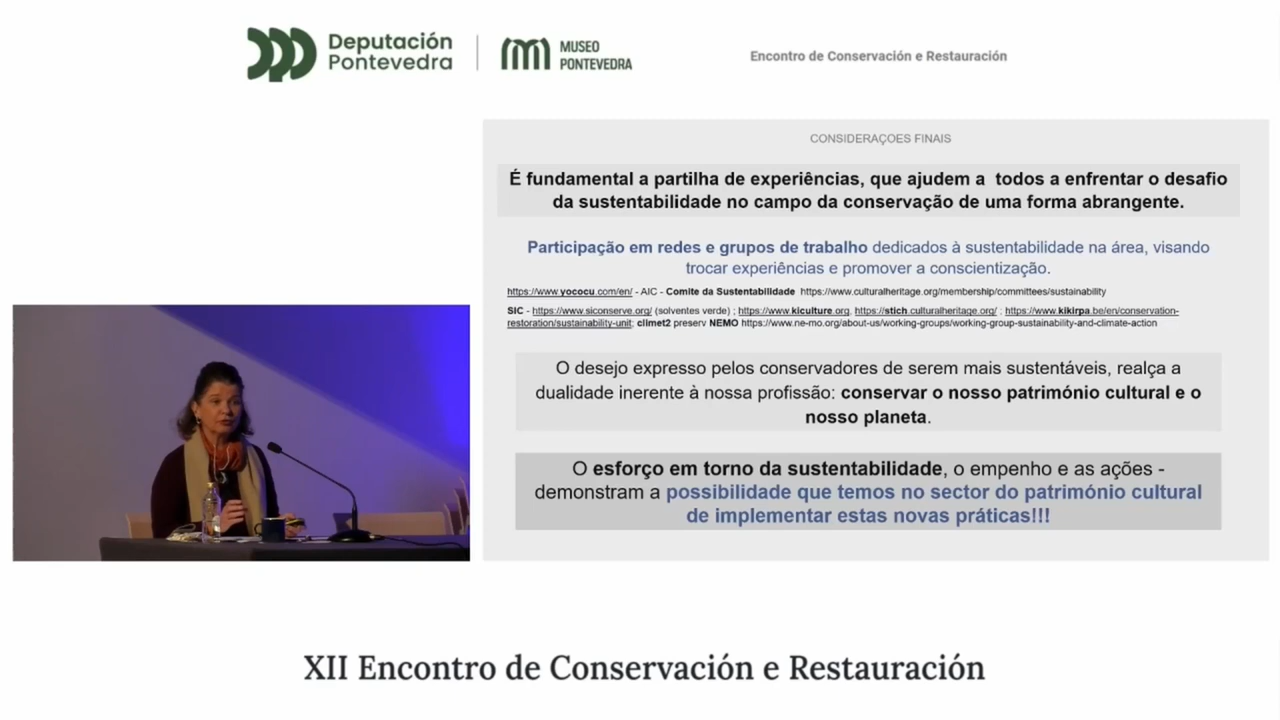 Deputación
Pontevedra
MUSEO
PONTEVEDRA
Encontro de Conservación e Restauración
CONSIDERAÇOES FINAIS
É fundamental a partilha de experiências, que ajudem a todos a enfrentar o desafio
da sustentabilidade no campo da conservação de uma forma abrangente.
Participação em redes e grupos de trabalho dedicados à sustentabilidade na área, visando
trocar experiências e promover a conscientização.
https://www.yococu.com/en/ - AIC - Comite da Sustentabilidade https://www.culturalheritage.org/membership/committees/sustainability
SIC - https://www.siconserve.org/ (solventes verde) ; https://www.kiculture.org, https://stich.culturalheritage.org/ ; https://www.kikirpa.be/en/conservation-
restoration/sustainability-unit; climet2 preserv NEMO https://www.ne-mo.org/about-us/working-groups/working-group-sustainability-and-climate-action
O desejo expresso pelos conservadores de serem mais sustentáveis, realça a
dualidade inerente à nossa profissão: conservar o nosso património cultural e o
nosso planeta.
O esforço em torno da sustentabilidade, o empenho e as ações -
demonstram a possibilidade que temos no sector do património cultural
de implementar estas novas práticas!!!
XII Encontro de Conservación e Restauración